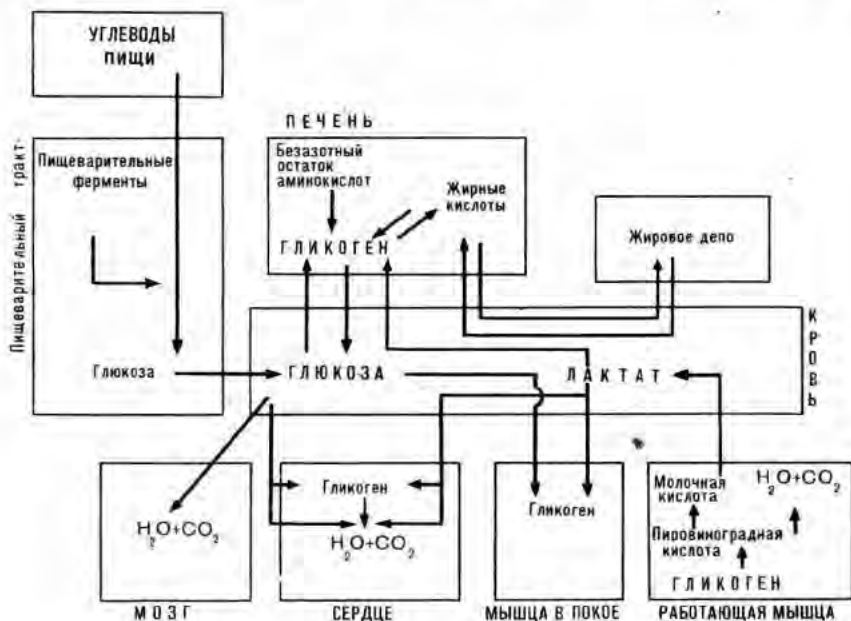 УГЛЕВОДЫ
ПИЩИ
Пищеварительный тракт
Пищеварительные
ферменты
Глюкоза
ПЕЧЕНЬ
Безазотный
остаток
аминокислот
Жирные
кислоты
ГЛИКОГЕН
Жировое депо
КРОВЬ
ГЛЮКОЗА
ЛАКТАТ
H₂O+CO₂
МОЗГ
Гликоген
H₂O+CO₂
СЕРДЦЕ
Гликоген
МЫШЦА В ПОКОЕ
Молочная
кислота
H₂O+CO₂
Пировиноградная
кислота
ГЛИКОГЕН
РАБОТАЮЩАЯ МЫШЦА